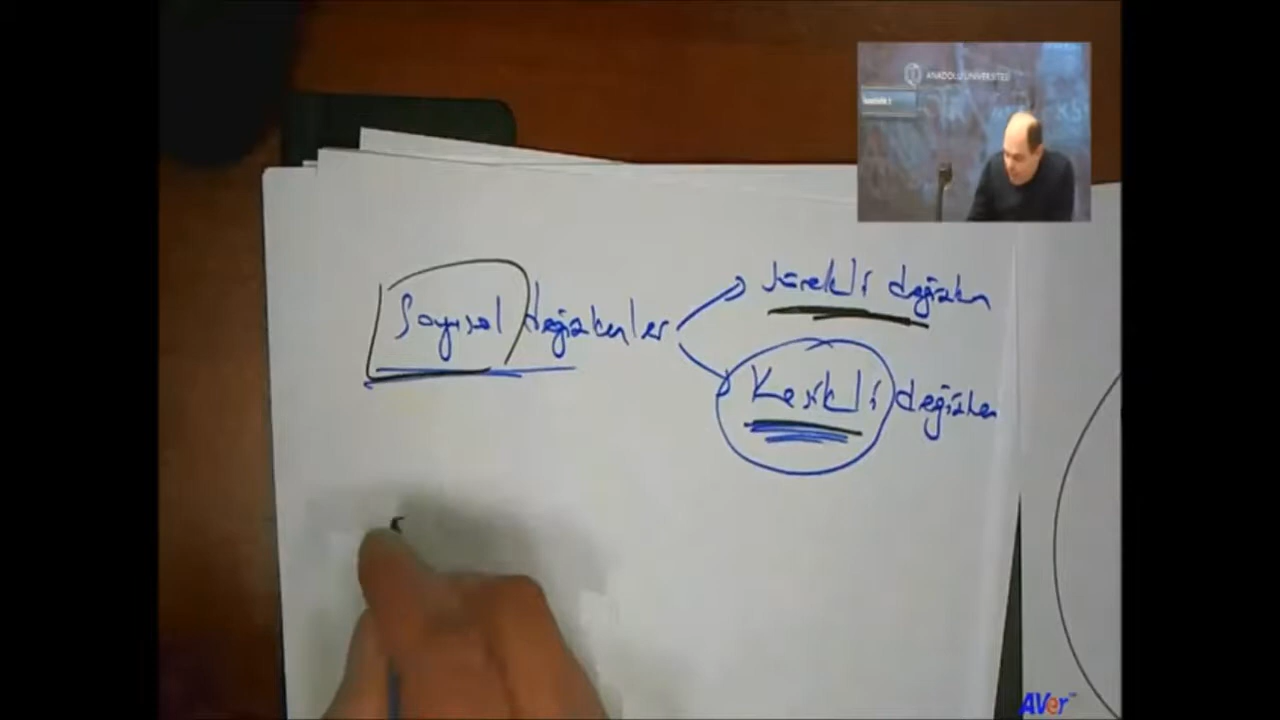 ANADOLU ÜNİVERSİTESİ
Sayısal değişkenler
sürekli değişken
Kesikli değişken
AVer